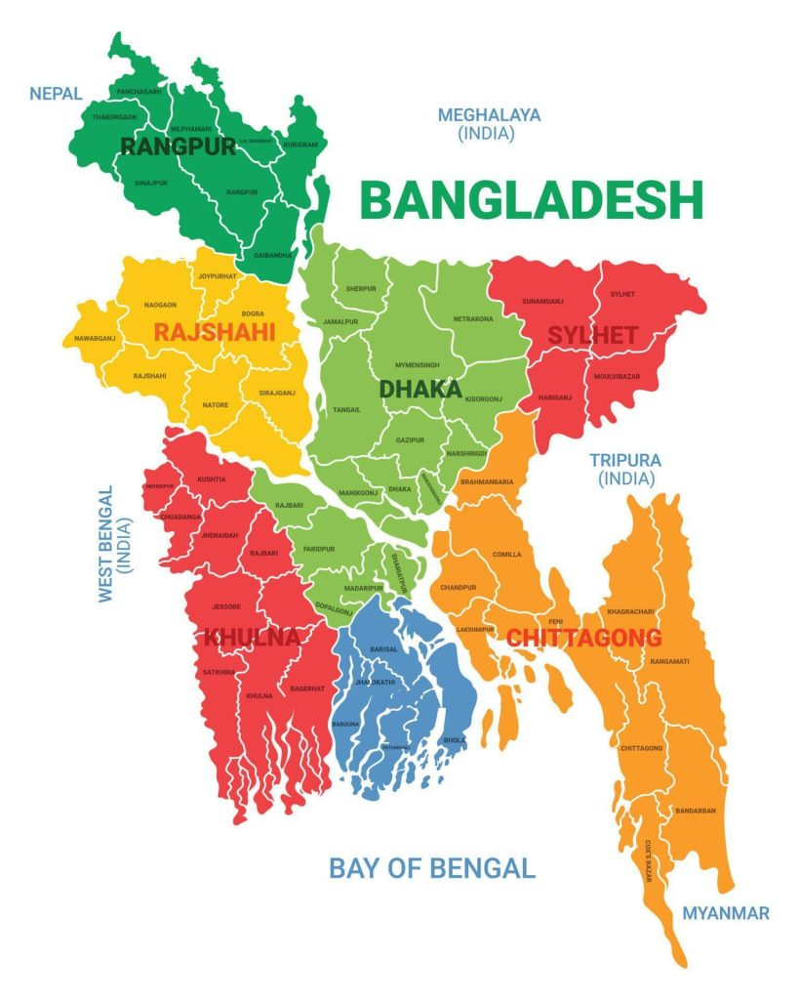 NEPAL
MEGHALAYA
(INDIA)
BANGLADESH
PANCHAGARH
THAKURGAON
NILPHAMARI
LAL MONIRHAT
KURIGRAM
RANGPUR
DINAJPUR
RANGPUR
GAIBANDHA
JOYPURHAT
NAOGAON
BOGRA
RAJSHAHI
NAWABGANJ
RAJSHAHI
NATORE
SIRAJGANJ
SHERPUR
JAMALPUR
NETRAKONA
MYMENSINGH
DHAKA
TANGAIL
KISORGONJ
GAZIPUR
NARSHINGDI
MANIKGONJ
DHAKA
RAJBARI
FARIDPUR
SHARIATPUR
MADARIPUR
GOPALGONJ
SUNAMGANJ
SYLHET
SYLHET
HABIGANJ
MOULVIBAZAR
TRIPURA
(INDIA)
WEST BENGAL
(INDIA)
MEHERPUR
KUSHTIA
CHUADANGA
JHENAIDAH
RAJBARI
JESSORE
KHULNA
SATKHIRA
KHULNA
BAGERHAT
BARISAL
JHALOKATHI
BARGUNA
BHOLA
BRAHMANBARIA
COMILLA
CHANDPUR
LAKSHMIPUR
FENI
KHAGRACHARI
CHITTAGONG
RANGAMATI
CHITTAGONG
BANDARBAN
COX'S BAZAR
BAY OF BENGAL
MYANMAR